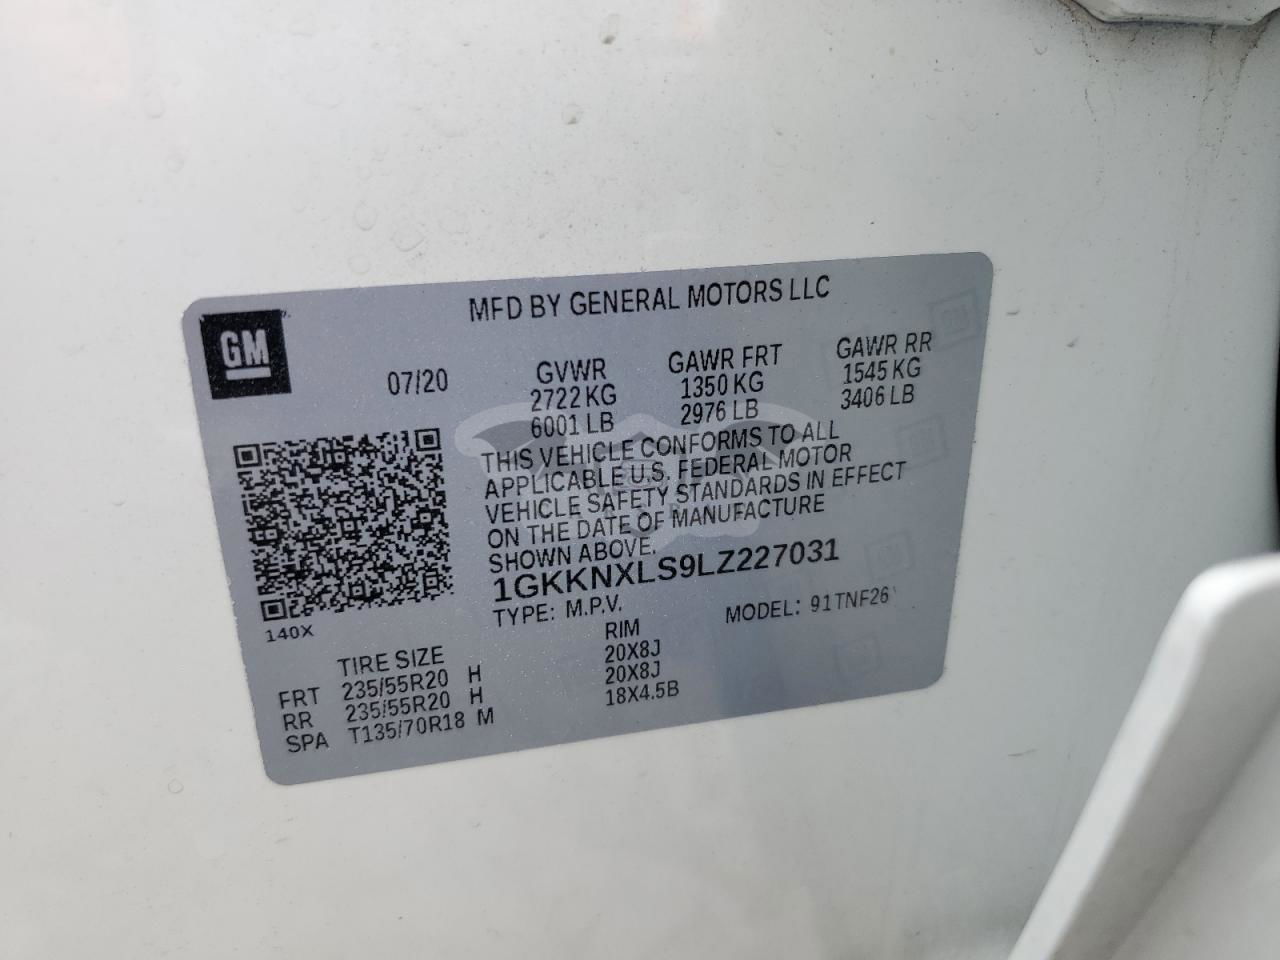 MFD BY GENERAL MOTORS LLC
GM
07/20
GVWR GAWR FRT GAWR RR
2722 KG 1350 KG 1545 KG
6001 LB 2976 LB 3406 LB
THIS VEHICLE CONFORMS TO ALL
APPLICABLE U.S. FEDERAL MOTOR
VEHICLE SAFETY STANDARDS IN EFFECT
ON THE DATE OF MANUFACTURE
SHOWN ABOVE.
1GKKNXLS9LZ227031
TYPE: M.P.V. MODEL: 91TNF26
140X
TIRE SIZE RIM
FRT 235/55R20 H 20X8J
RR 235/55R20 H 20X8J
SPA T135/70R18 M 18X4.5B